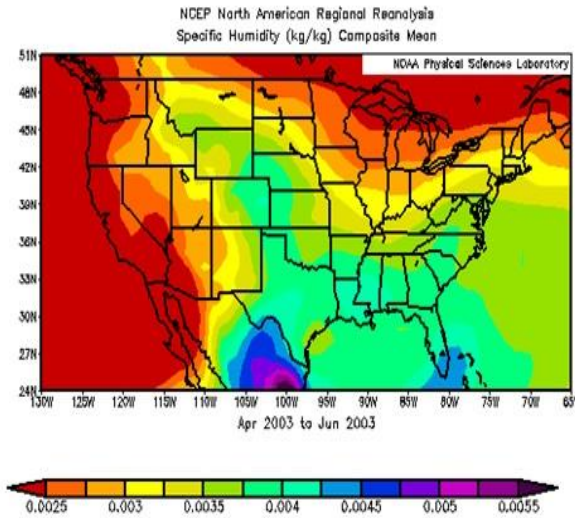 NCEP North American Regional Reanalysis
Specific Humidity (kg/kg) Composite Mean
NOAA Physical Sciences Laboratory
51N
48N
45N
42N
39N
36N
33N
30N
27N
24N
130W 125W 120W 115W 110W 105W 100W 95W 90W 85W 80W 75W 70W 65W
Apr 2003 to Jun 2003
0.0025 0.003 0.0035 0.004 0.0045 0.005 0.0055